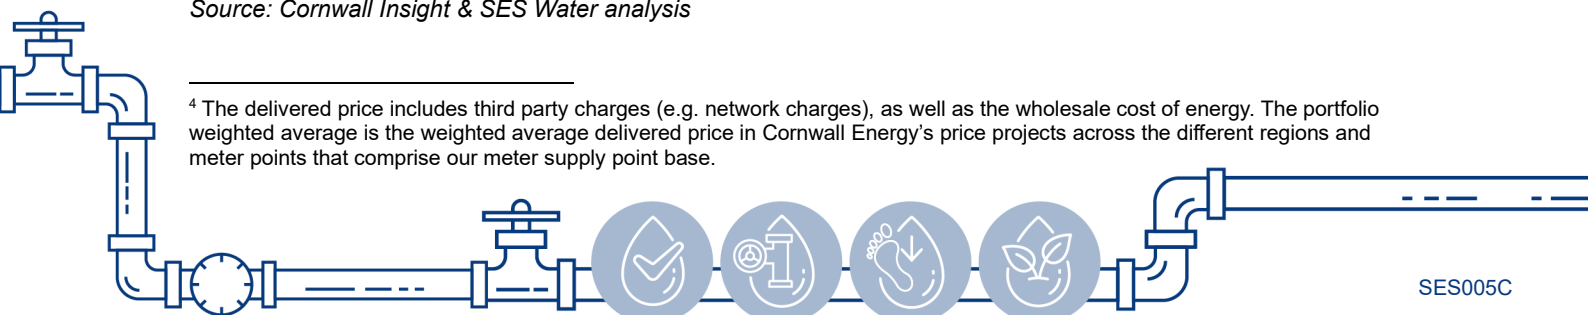 Source: Cornwall Insight & SES Water analysis
4 The delivered price includes third party charges (e.g. network charges), as well as the wholesale cost of energy. The portfolio
weighted average is the weighted average delivered price in Cornwall Energy's price projects across the different regions and
meter points that comprise our meter supply point base.
SES005C